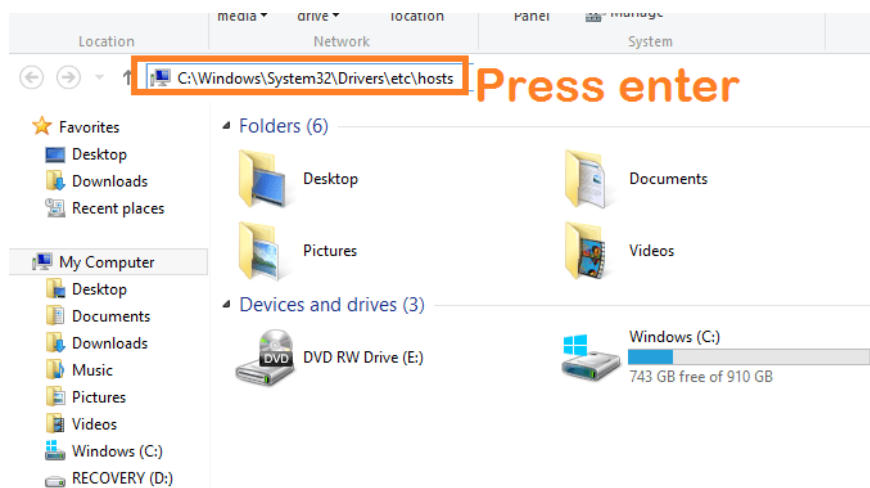 media drive location Panel Manage
Location Network System
C:\Windows\System32\Drivers\etc\hosts Press enter
Favorites
Desktop
Downloads
Recent places
My Computer
Desktop
Documents
Downloads
Music
Pictures
Videos
Windows (C:)
RECOVERY (D:)
Folders (6)
Desktop Documents
Pictures Videos
Devices and drives (3)
DVD
DVD RW Drive (E:)
Windows (C:)
743 GB free of 910 GB